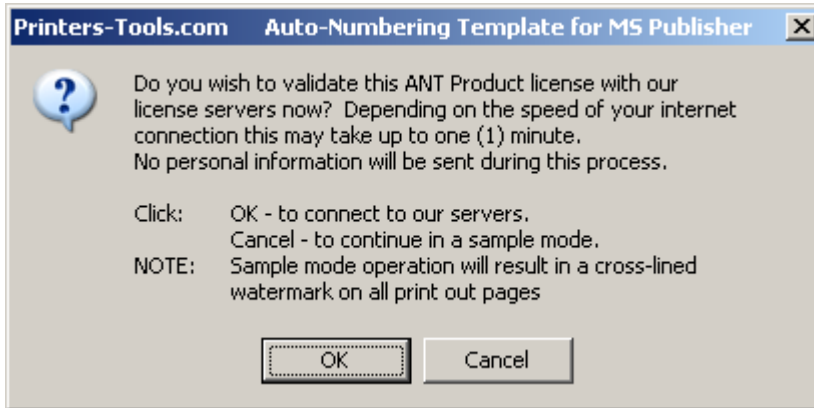 Printers-Tools.com Auto-Numbering Template for MS Publisher
Do you wish to validate this ANT Product license with our
license servers now? Depending on the speed of your internet
connection this may take up to one (1) minute.
No personal information will be sent during this process.
Click: OK - to connect to our servers.
Cancel - to continue in a sample mode.
NOTE: Sample mode operation will result in a cross-lined
watermark on all print out pages
OK Cancel